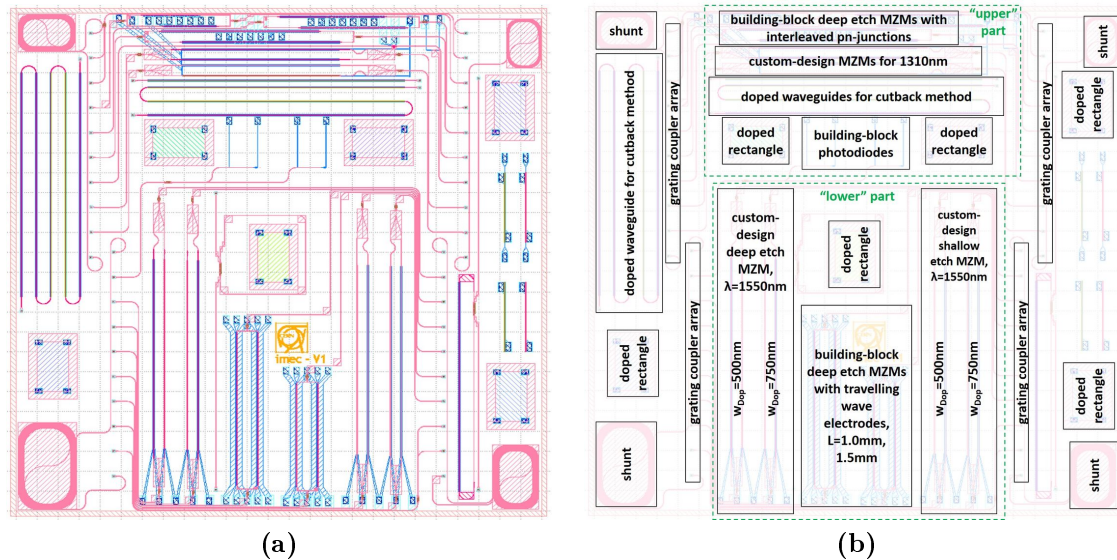 imec - V1
(a)
shunt
building-block deep etch MZMs with
interleaved pn-junctions
"upper"
part
shunt
custom-design MZMs for 1310nm
doped waveguides for cutback method
doped
rectangle
building-block
photodiodes
doped
rectangle
doped
rectangle
doped waveguide for cutback method
grating coupler array
grating coupler array
"lower" part
custom-
design
deep etch
MZM,
λ=1550nm
doped
rectangle
custom-
design
shallow
etch MZM,
λ=1550nm
building-block
deep etch MZMs
with travelling
wave
electrodes,
L=1.0mm,
1.5mm
wDop=500nm
wDop=750nm
wDop=500nm
wDop=750nm
doped
rectangle
grating coupler array
grating coupler array
doped
rectangle
shunt
shunt
(b)